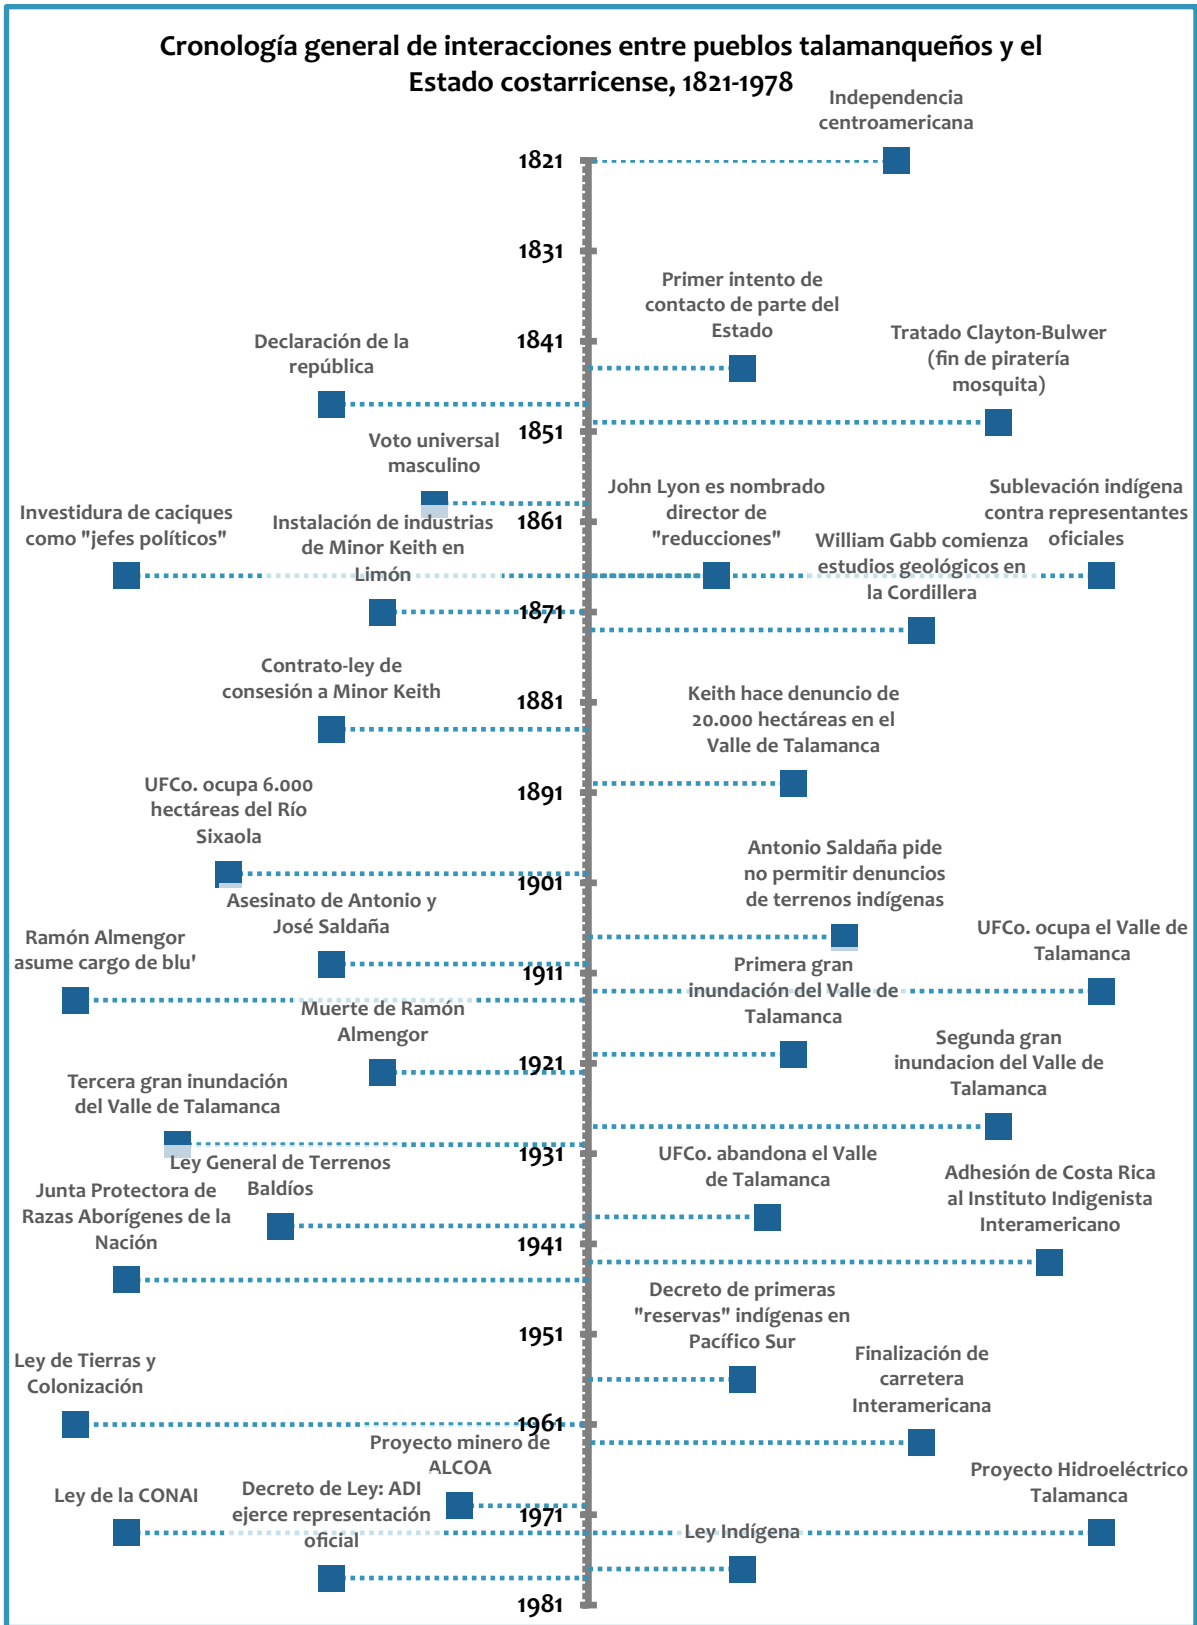 Cronología general de interacciones entre pueblos talamanqueños y el
Estado costarricense, 1821-1978
Independencia
centroamericana
1821
1831
Primer intento de
contacto de parte del
Estado
Declaración de la
república
1841
Tratado Clayton-Bulwer
(fin de piratería
mosquita)
1851
Voto universal
masculino
Investidura de caciques
como "jefes políticos"
Instalación de industrias
de Minor Keith en
Limón
1861
John Lyon es nombrado
director de
"reducciones"
William Gabb comienza
estudios geológicos en
la Cordillera
Sublevación indígena
contra representantes
oficiales
1871
Contrato-ley de
consesión a Minor Keith
1881
Keith hace denuncio de
20.000 hectáreas en el
Valle de Talamanca
UFCo. ocupa 6.000
hectáreas del Río
Sixaola
1891
Antonio Saldaña pide
no permitir denuncios
de terrenos indígenas
1901
Asesinato de Antonio y
José Saldaña
Ramón Almengor
asume cargo de blu'
UFCo. ocupa el Valle de
Talamanca
1911
Primera gran
inundación del Valle de
Talamanca
Muerte de Ramón
Almengor
Segunda gran
inundacion del Valle de
Talamanca
1921
Tercera gran inundación
del Valle de Talamanca
1931
UFCo. abandona el Valle
de Talamanca
Ley General de Terrenos
Baldíos
Junta Protectora de
Razas Aborígenes de la
Nación
Adhesión de Costa Rica
al Instituto Indigenista
Interamericano
1941
Decreto de primeras
"reservas" indígenas en
Pacífico Sur
1951
Ley de Tierras y
Colonización
Finalización de
carretera
Interamericana
1961
Proyecto minero de
ALCOA
Ley de la CONAI
Decreto de Ley: ADI
ejerce representación
oficial
Proyecto Hidroeléctrico
Talamanca
1971
Ley Indígena
1981